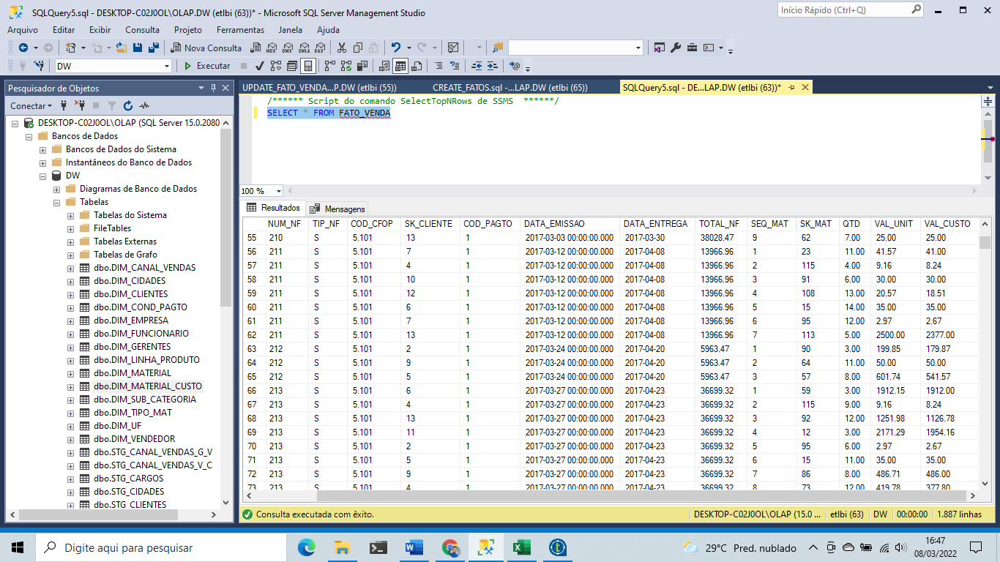 SQLQuery5.sql - DESKTOP-C02J0OL\OLAP.DW (etlbi (63))* - Microsoft SQL Server Management Studio
Início Rápido (Ctrl+Q)
Arquivo Editar Exibir Consulta Projeto Ferramentas Janela Ajuda
Nova Consulta MDX DMX XMLA DAX
DW Executar
Pesquisador de Objetos
Conectar
DESKTOP-C02J0OL\OLAP (SQL Server 15.0.2080
Bancos de Dados
Bancos de Dados do Sistema
Instantâneos do Banco de Dados
DW
Diagramas de Banco de Dados
Tabelas
Tabelas do Sistema
FileTables
Tabelas Externas
Tabelas de Grafo
dbo.DIM_CANAL_VENDAS
dbo.DIM_CIDADES
dbo.DIM_CLIENTES
dbo.DIM_COND_PAGTO
dbo.DIM_EMPRESA
dbo.DIM_FUNCIONARIO
dbo.DIM_GERENTES
dbo.DIM_LINHA_PRODUTO
dbo.DIM_MATERIAL
dbo.DIM_MATERIAL_CUSTO
dbo.DIM_SUB_CATEGORIA
dbo.DIM_TIPO_MAT
dbo.DIM_UF
dbo.DIM_VENDEDOR
dbo.STG_CANAL_VENDAS_G_V
dbo.STG_CANAL_VENDAS_V_C
dbo.STG_CARGOS
dbo.STG_CIDADES
dbo.STG_CLIENTES
UPDATE_FATO_VENDA...P.DW (etlbi (55)) CREATE_FATOS.sql -...LAP.DW (etlbi (65)) SQLQuery5.sql - DE...LAP.DW (etlbi (63))*
/****** Script do comando SelectTopNRows de SSMS ******/
SELECT * FROM FATO_VENDA
100 %
Resultados Mensagens
NUM_NF TIP_NF COD_CFOP SK_CLIENTE COD_PAGTO DATA_EMISSAO DATA_ENTREGA TOTAL_NF SEQ_MAT SK_MAT QTD VAL_UNIT VAL_CUSTO
55 210 S 5.101 13 1 2017-03-03 00:00:00.000 2017-03-30 38028.47 9 62 7.00 25.00 25.00
56 211 S 5.101 7 1 2017-03-12 00:00:00.000 2017-04-08 13966.96 1 23 11.00 41.57 41.00
57 211 S 5.101 4 1 2017-03-12 00:00:00.000 2017-04-08 13966.96 2 115 4.00 9.16 8.24
58 211 S 5.101 10 1 2017-03-12 00:00:00.000 2017-04-08 13966.96 3 91 6.00 30.00 30.00
59 211 S 5.101 12 1 2017-03-12 00:00:00.000 2017-04-08 13966.96 4 108 13.00 20.57 18.51
60 211 S 5.101 6 1 2017-03-12 00:00:00.000 2017-04-08 13966.96 5 15 14.00 35.00 35.00
61 211 S 5.101 7 1 2017-03-12 00:00:00.000 2017-04-08 13966.96 6 95 12.00 2.97 2.67
62 211 S 5.101 13 1 2017-03-12 00:00:00.000 2017-04-08 13966.96 7 113 5.00 2500.00 2377.00
63 212 S 5.101 2 1 2017-03-24 00:00:00.000 2017-04-20 5963.47 1 90 3.00 199.85 179.87
64 212 S 5.101 9 1 2017-03-24 00:00:00.000 2017-04-20 5963.47 2 64 11.00 50.00 50.00
65 212 S 5.101 5 1 2017-03-24 00:00:00.000 2017-04-20 5963.47 3 57 8.00 601.74 541.57
66 213 S 5.101 6 1 2017-03-27 00:00:00.000 2017-04-23 36699.32 1 59 3.00 1912.15 1912.00
67 213 S 5.101 4 1 2017-03-27 00:00:00.000 2017-04-23 36699.32 2 115 9.00 9.16 8.24
68 213 S 5.101 13 1 2017-03-27 00:00:00.000 2017-04-23 36699.32 3 92 12.00 1251.98 1126.78
69 213 S 5.101 11 1 2017-03-27 00:00:00.000 2017-04-23 36699.32 4 12 3.00 2171.29 1954.16
70 213 S 5.101 2 1 2017-03-27 00:00:00.000 2017-04-23 36699.32 5 95 6.00 2.97 2.67
71 213 S 5.101 5 1 2017-03-27 00:00:00.000 2017-04-23 36699.32 6 15 11.00 35.00 35.00
72 213 S 5.101 9 1 2017-03-27 00:00:00.000 2017-04-23 36699.32 7 86 8.00 486.71 486.00
73 213 S 5.101 4 1 2017-03-27 00:00:00.000 2017-04-23 36699.32 8 73 12.00 419.78 377.80
Consulta executada com êxito. DESKTOP-C02J0OL\OLAP (15.0 ... etlbi (63) DW 00:00:00 1.887 linhas
Digite aqui para pesquisar
29°C Pred. nublado
16:47
08/03/2022